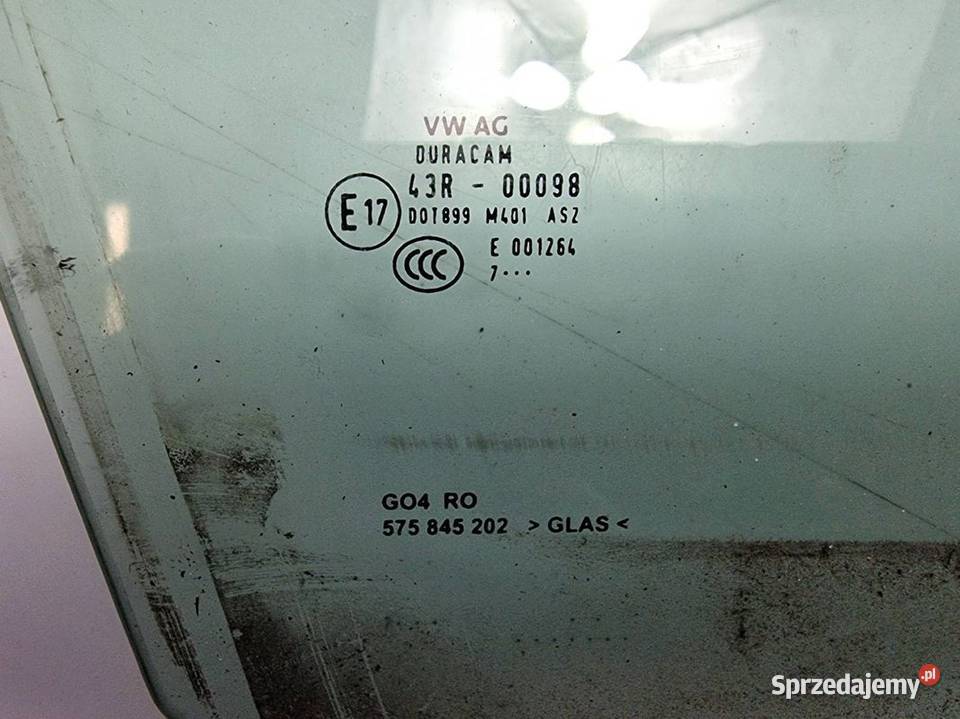 VW AG
DURACAM
43R - 00098
E17
DOT899 M401 ASZ
E 001264
CCC
7···
GO4 RO
575 845 202 > GLAS <
Sprzedajemy.pl